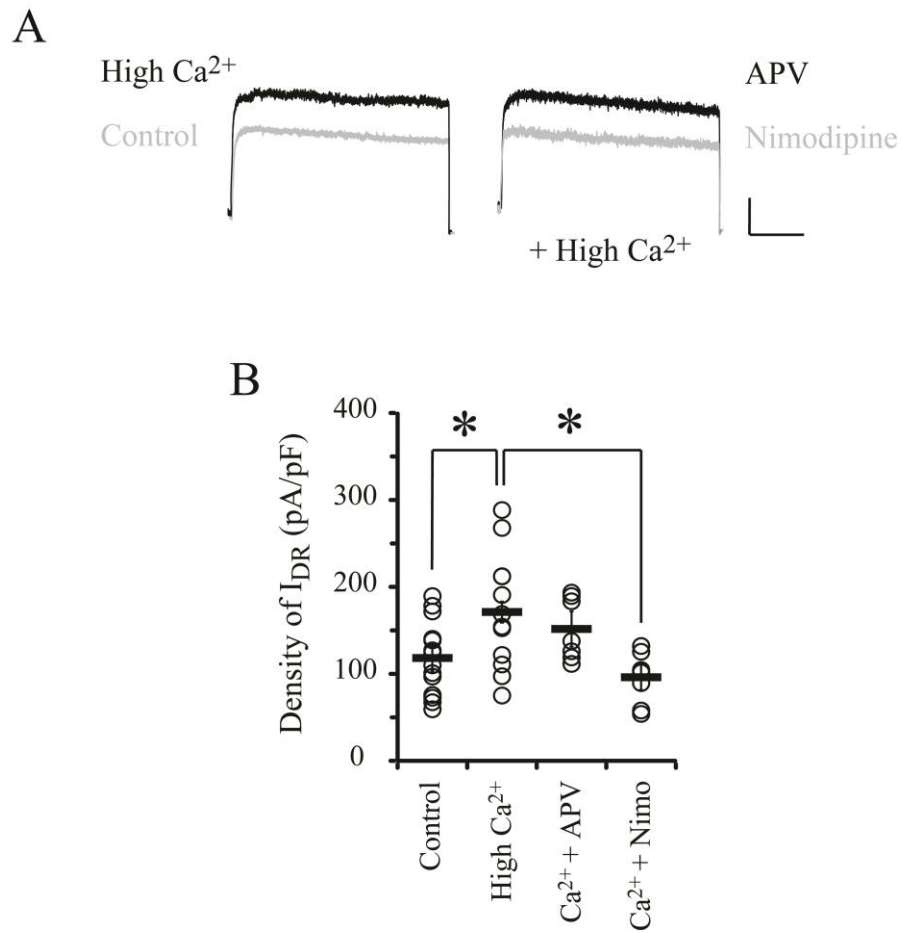 A
High Ca²⁺
APV
Control
Nimodipine
+ High Ca²⁺
B
Density of I_DR (pA/pF)
400
300
200
100
0
*
*
Control
High Ca²⁺
Ca²⁺ + APV
Ca²⁺ + Nimo